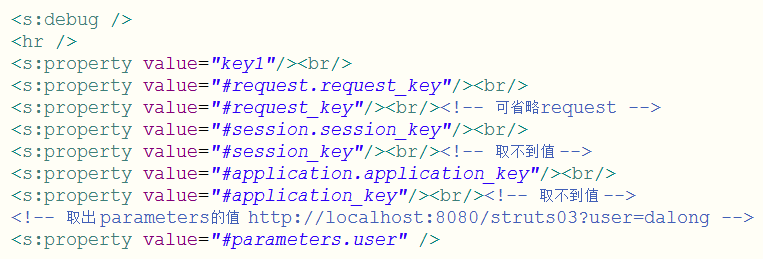 <s:debug />
<hr />
<s:property value="key1"/><br/>
<s:property value="#request.request_key"/><br/>
<s:property value="#request_key"/><br/><!-- 可省略request -->
<s:property value="#session.session_key"/><br/>
<s:property value="#session_key"/><br/><!-- 取不到值 -->
<s:property value="#application.application_key"/><br/>
<s:property value="#application_key"/><br/><!-- 取不到值 -->
<!-- 取出parameters的值 http://localhost:8080/struts03?user=dalong -->
<s:property value="#parameters.user" />